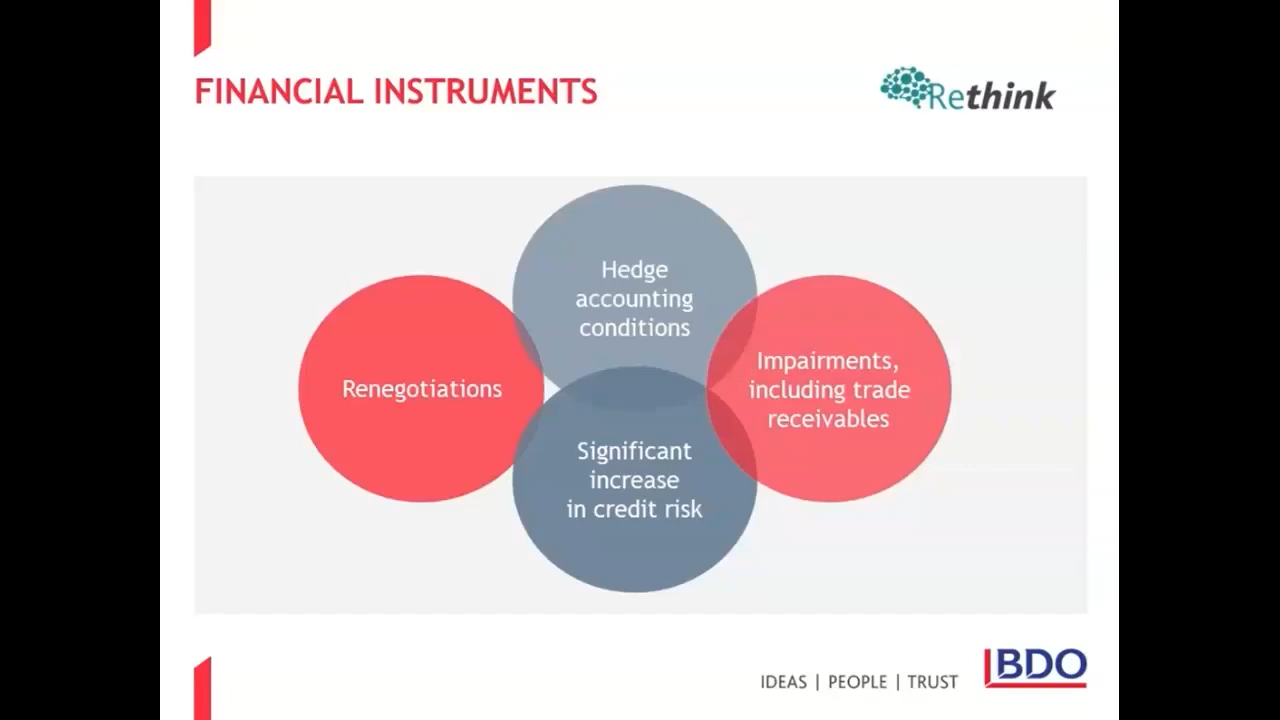 FINANCIAL INSTRUMENTS
Rethink
Hedge
accounting
conditions
Renegotiations
Impairments,
including trade
receivables
Significant
increase
in credit risk
IDEAS | PEOPLE | TRUST
BDO